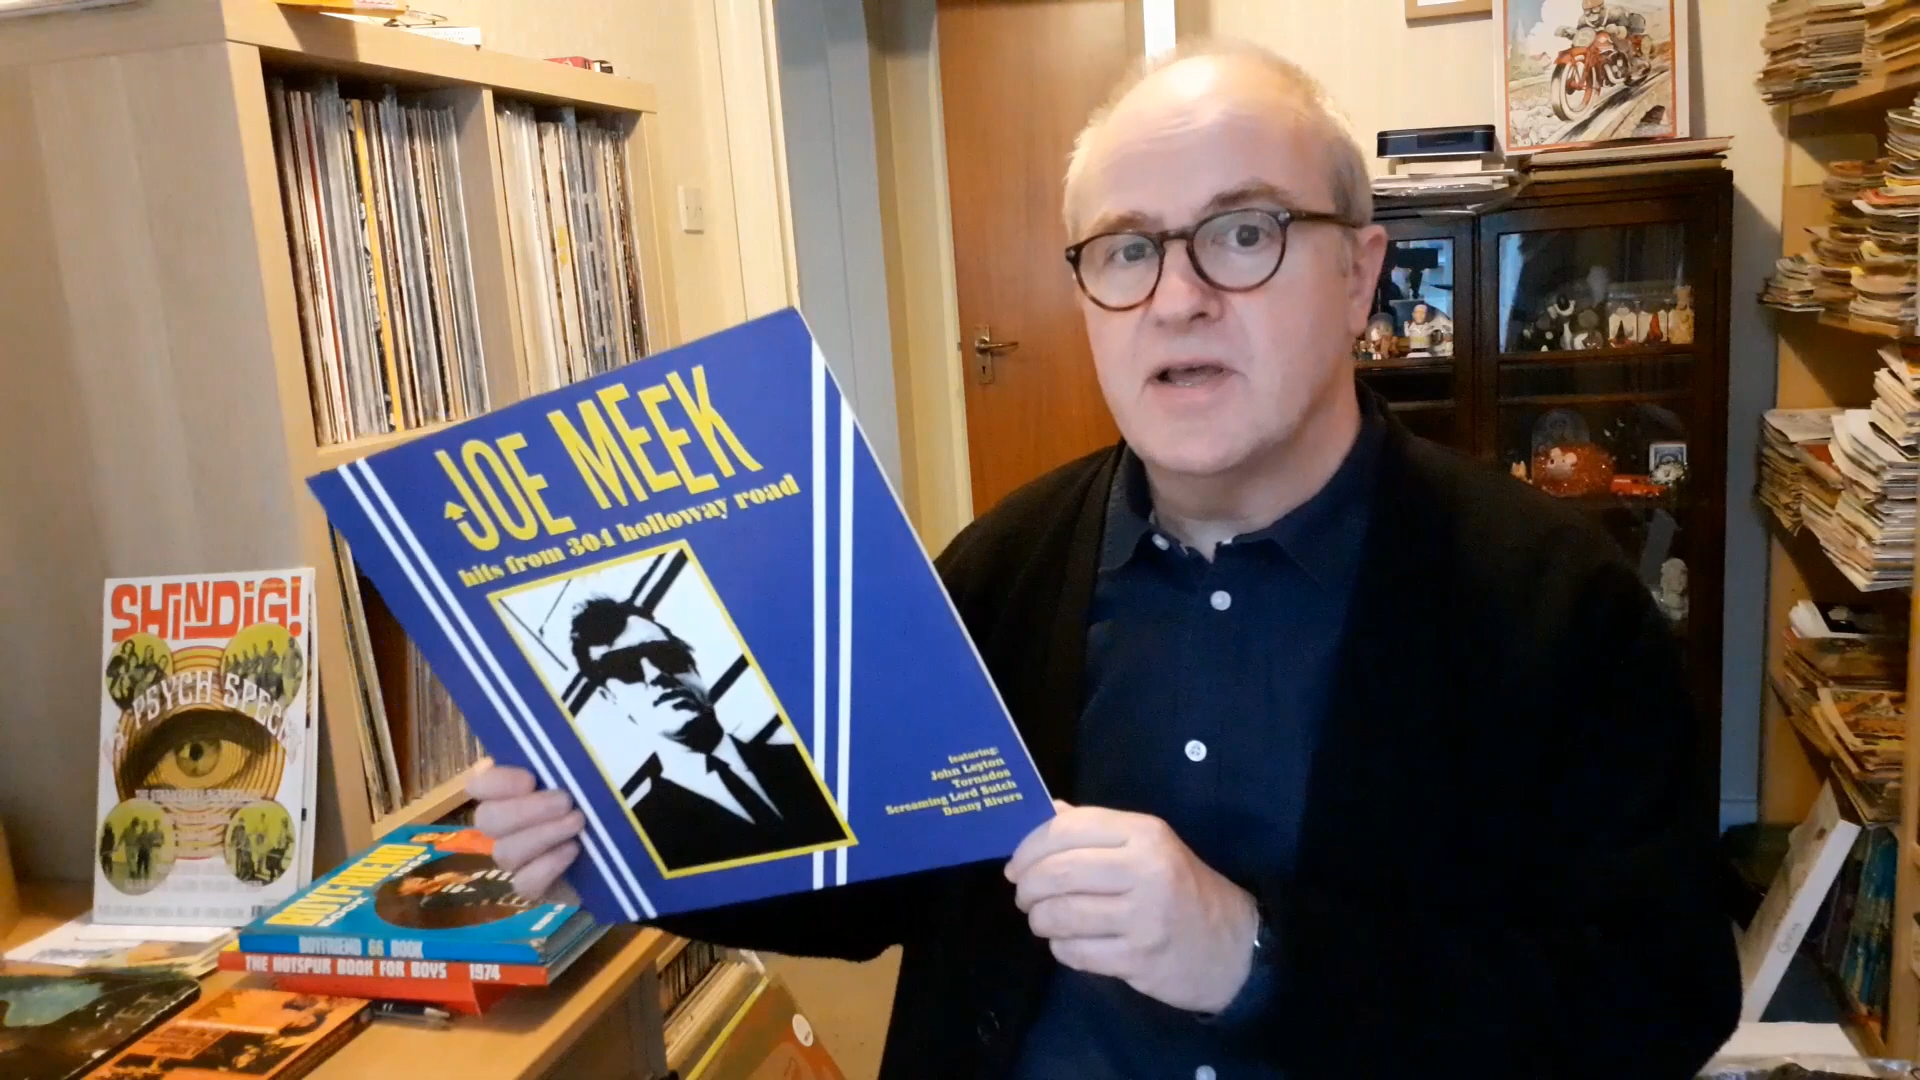 JOE MEEK
hits from 304 holloway road
featuring:
John Leyton
Tornados
Screaming Lord Sutch
Danny Rivers
SHINDIG!
PSYCH SPEC
BOYFRIEND
BOOK
BOYFRIEND 66 BOOK
THE HOTSPUR BOOK FOR BOYS 1974